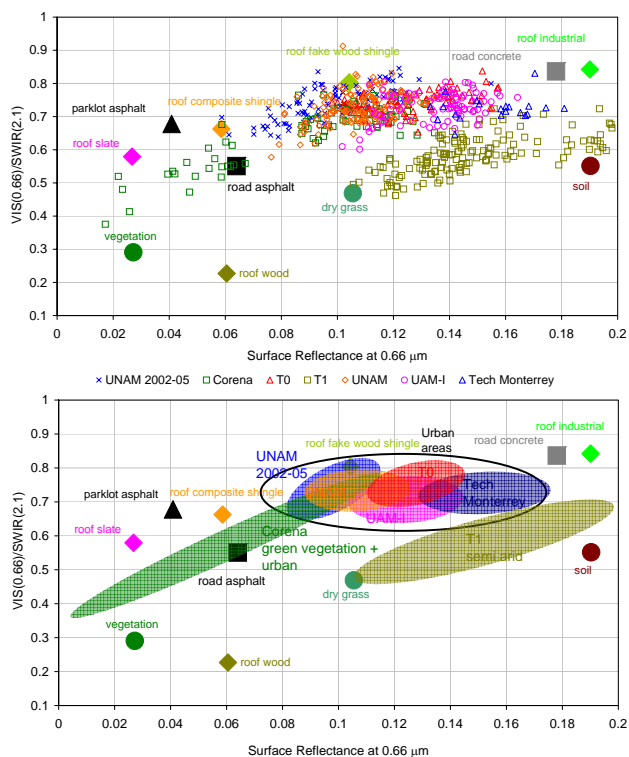 VIS(0.66)/SWIR(2.1)
0.9
0.8
0.7
0.6
0.5
0.4
0.3
0.2
0.1
roof industrial
roof fake wood shingle
road concrete
parklot asphalt
roof composite shingle
roof slate
road asphalt
dry grass
soil
vegetation
roof wood
0
0.02
0.04
0.06
0.08
0.1
0.12
0.14
0.16
0.18
0.2
Surface Reflectance at 0.66 μm
UNAM 2002-05
Corena
T0
T1
UNAM
UAM-I
Tech Monterrey
VIS(0.66)/SWIR(2.1)
0.9
0.8
0.7
0.6
0.5
0.4
0.3
0.2
0.1
roof industrial
Urban
areas
roof fake wood shingle
road concrete
UNAM
2002-05
parklot asphalt
roof composite shingle
T0
Tech
Monterrey
UAM-I
roof slate
Corena
green vegetation +
urban
T1
semi arid
road asphalt
dry grass
soil
vegetation
roof wood
0
0.02
0.04
0.06
0.08
0.1
0.12
0.14
0.16
0.18
0.2
Surface Reflectance at 0.66 μm